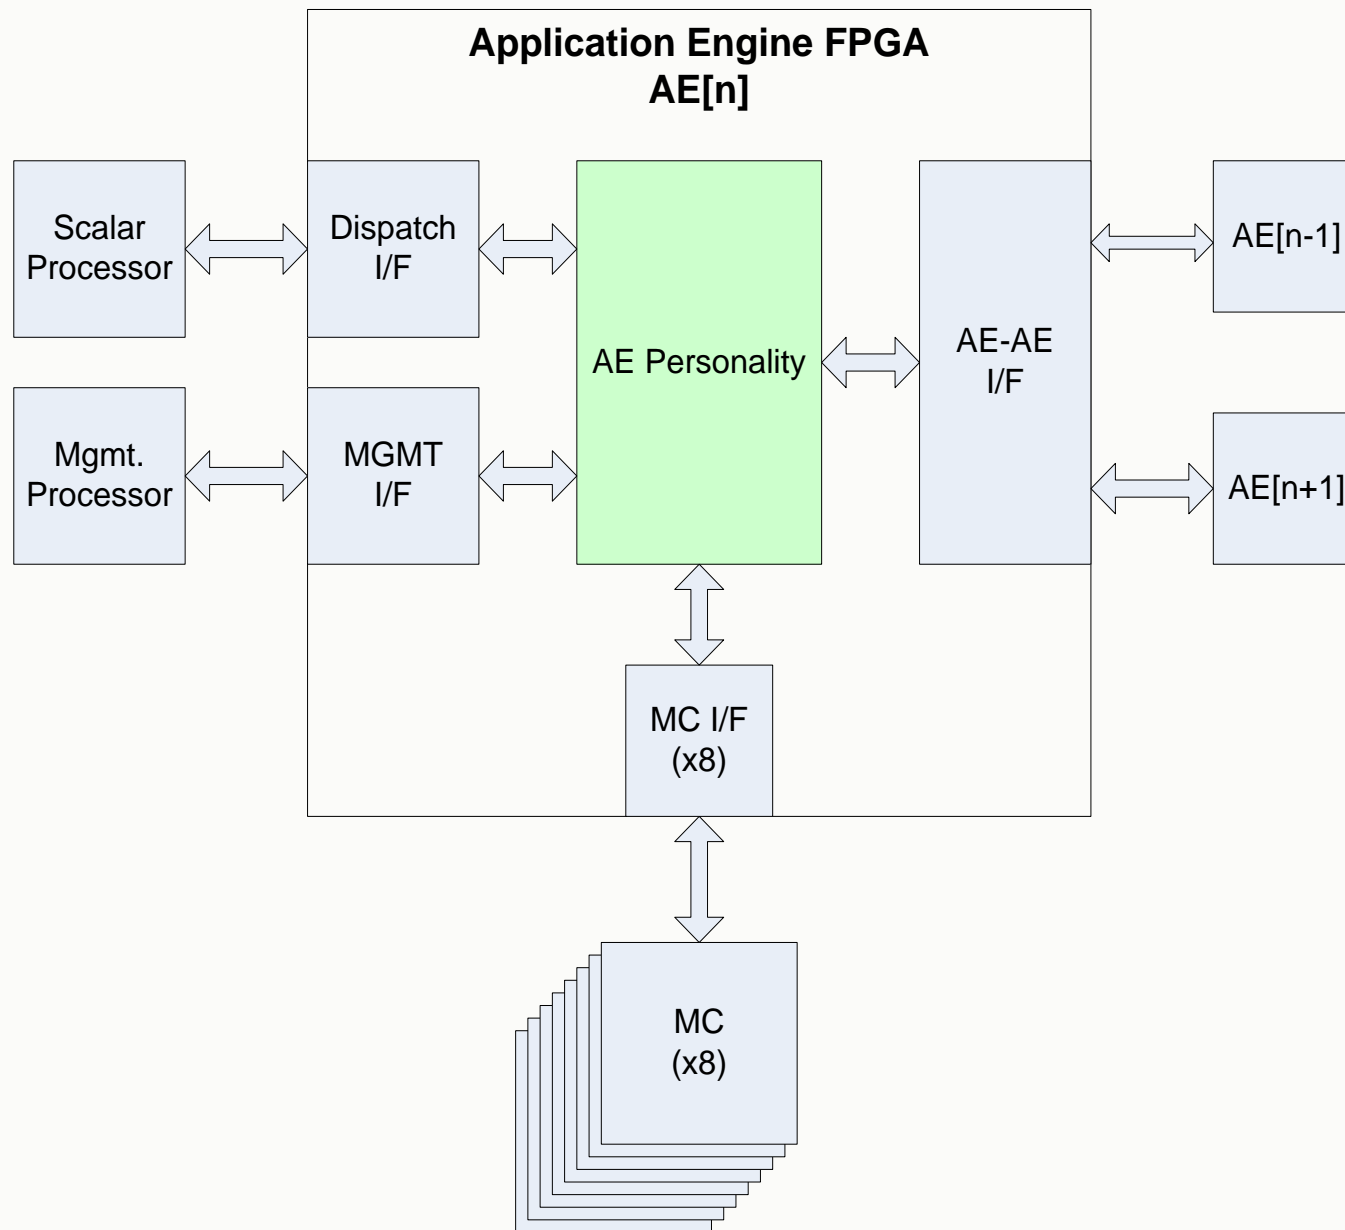 Application Engine FPGA
AE[n]
Scalar
Processor
Dispatch
I/F
AE Personality
AE-AE
I/F
AE[n-1]
Mgmt.
Processor
MGMT
I/F
AE[n+1]
MC I/F
(x8)
MC
(x8)